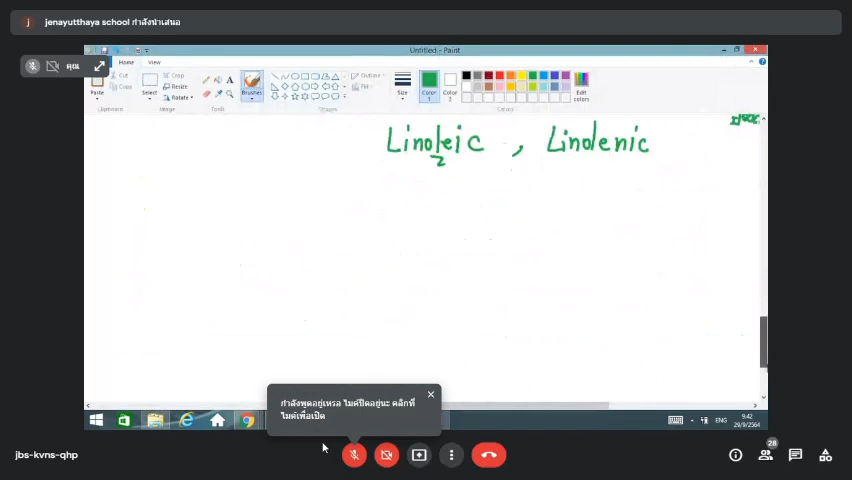 jenayutthaya school กำลังนำเสนอ
Untitled - Paint
คุณ
Home View
Cut
Copy
Paste
Clipboard
Select
Crop
Resize
Rotate
Image
Tools
Brushes
Shapes
Outline
Fill
Size
Color 1
Color 2
Edit colors
Colors
Linoleic , Linolenic
2
กำลังพูดอยู่เหรอ ไมค์ปิดอยู่นะ คลิกที่
ไมค์เพื่อเปิด
ENG
9:42
29/9/2564
jbs-kvns-qhp
28